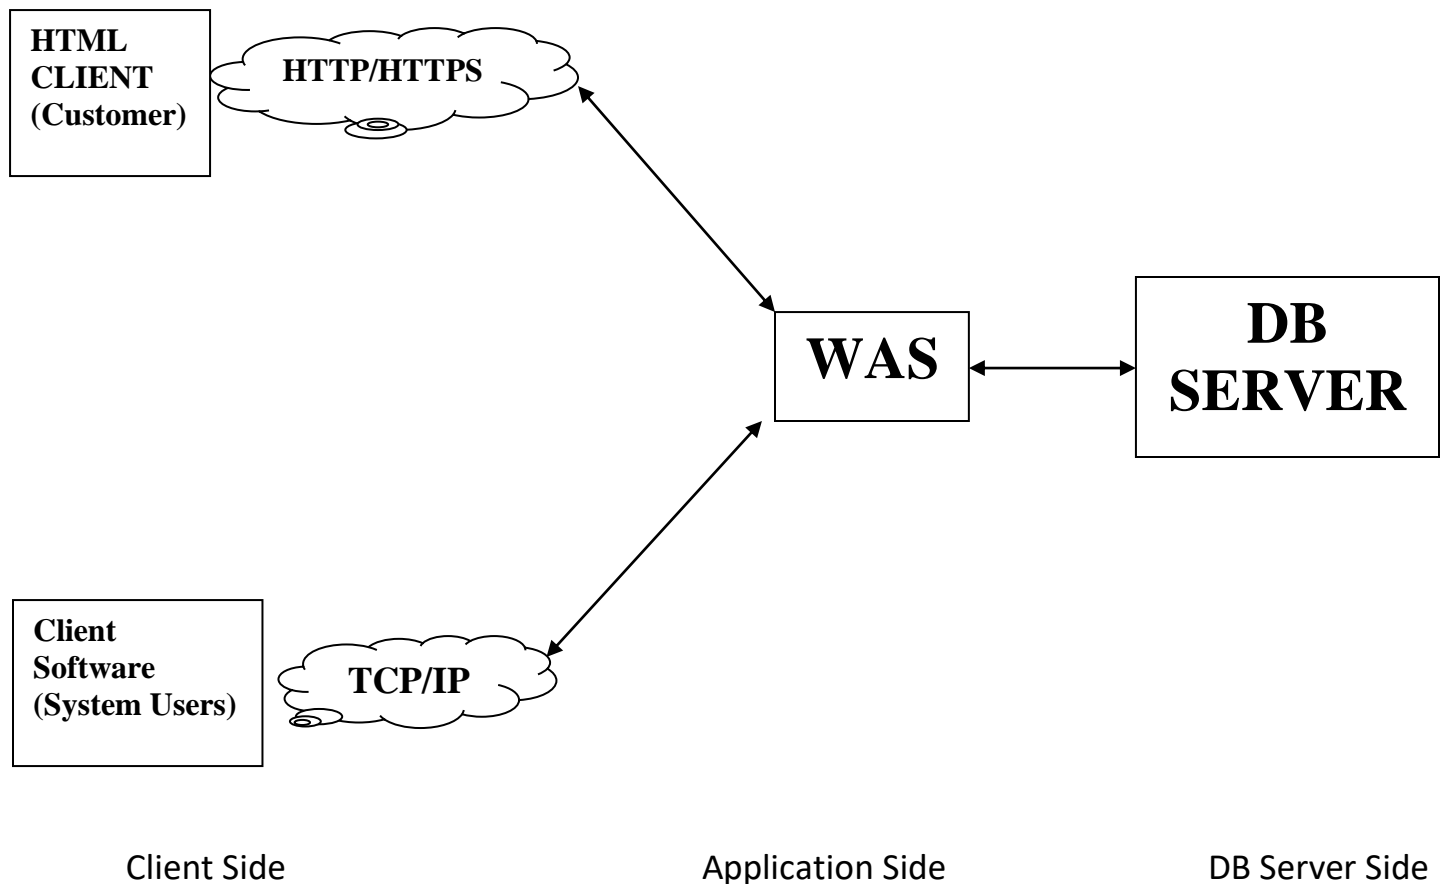 HTML
CLIENT
(Customer)
HTTP/HTTPS
WAS
DB
SERVER
Client
Software
(System Users)
TCP/IP
Client Side
Application Side
DB Server Side